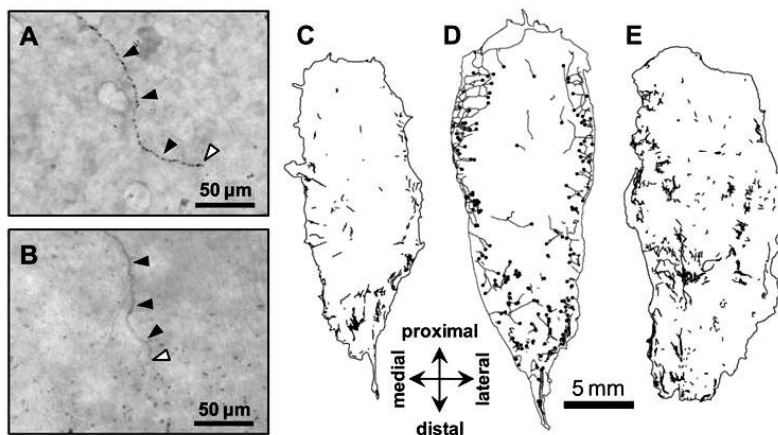 A
50 µm
B
50 µm
C
D
E
proximal
medial
lateral
distal
5 mm